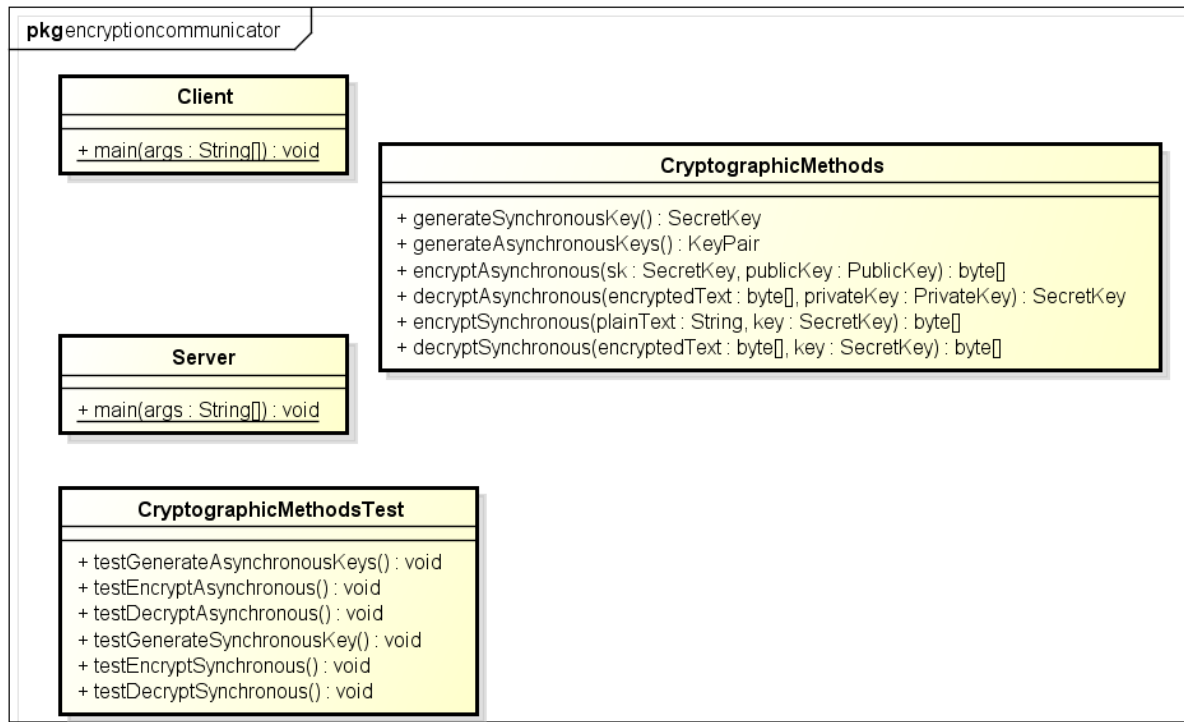 pkg encryptioncommunicator
Client
+ main(args : String[]) : void
CryptographicMethods
+ generateSynchronousKey() : SecretKey
+ generateAsynchronousKeys() : KeyPair
+ encryptAsynchronous(sk : SecretKey, publicKey : PublicKey) : byte[]
+ decryptAsynchronous(encryptedText : byte[], privateKey : PrivateKey) : SecretKey
+ encryptSynchronous(plainText : String, key : SecretKey) : byte[]
+ decryptSynchronous(encryptedText : byte[], key : SecretKey) : byte[]
Server
+ main(args : String[]) : void
CryptographicMethodsTest
+ testGenerateAsynchronousKeys() : void
+ testEncryptAsynchronous() : void
+ testDecryptAsynchronous() : void
+ testGenerateSynchronousKey() : void
+ testEncryptSynchronous() : void
+ testDecryptSynchronous() : void